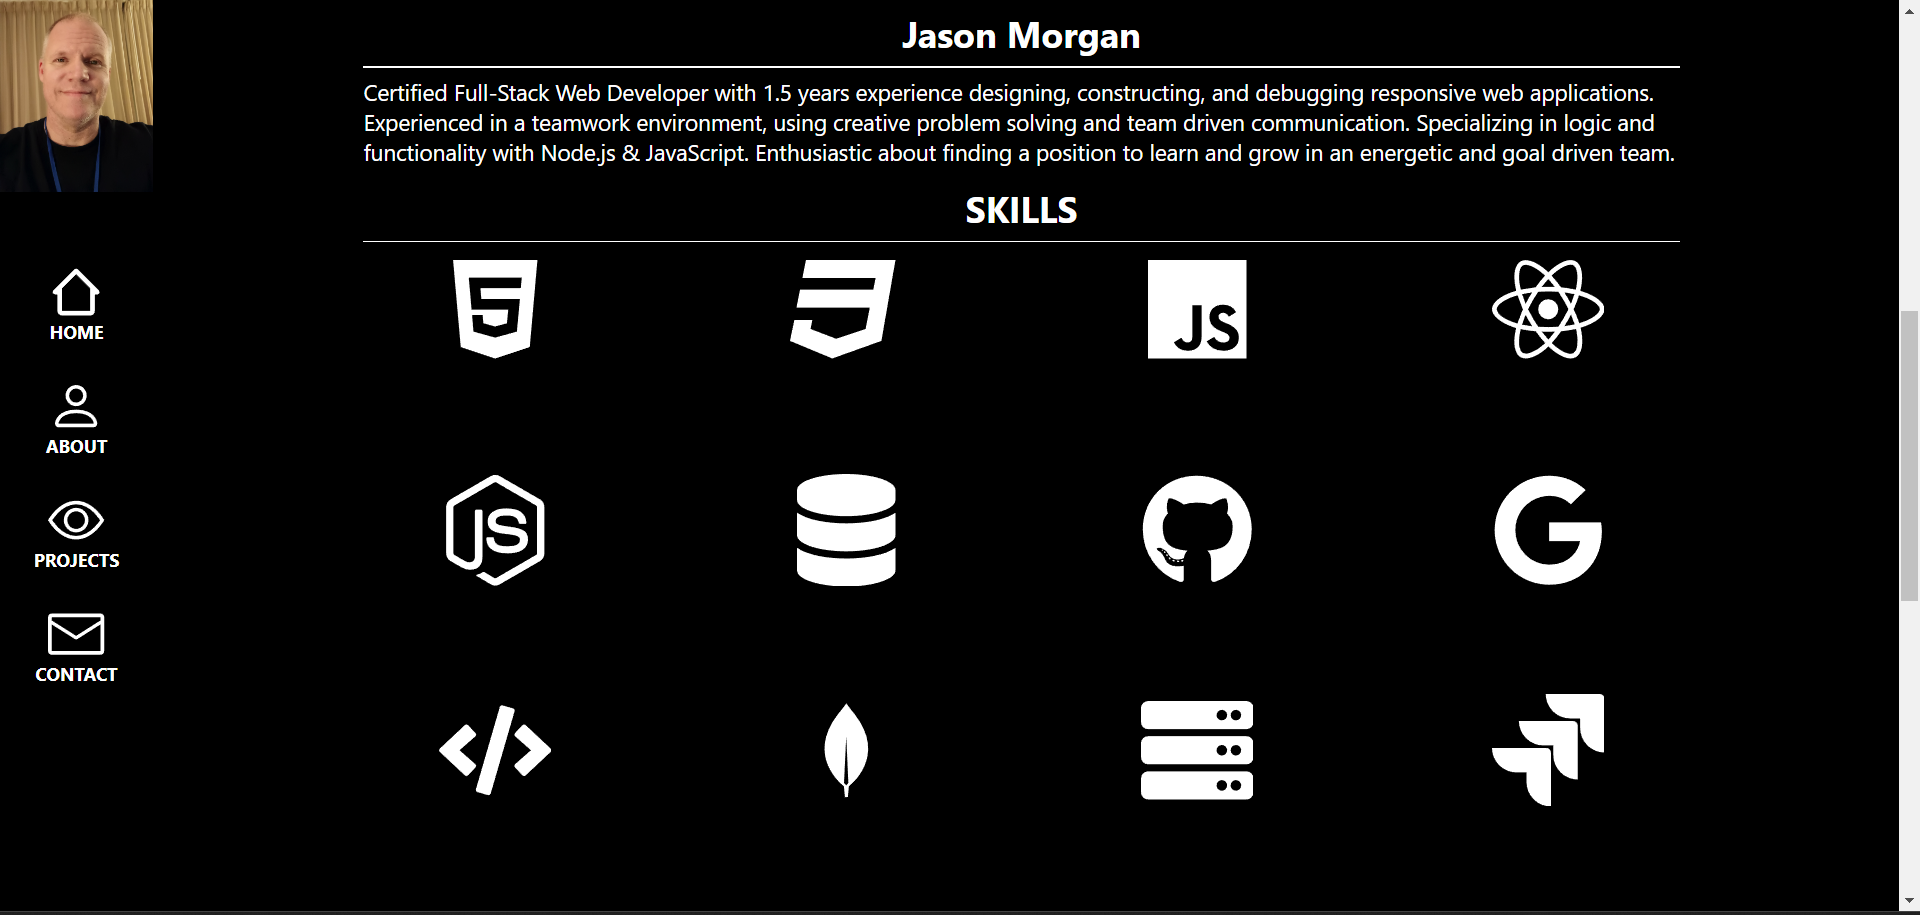 Jason Morgan
Certified Full-Stack Web Developer with 1.5 years experience designing, constructing, and debugging responsive web applications.
Experienced in a teamwork environment, using creative problem solving and team driven communication. Specializing in logic and
functionality with Node.js & JavaScript. Enthusiastic about finding a position to learn and grow in an energetic and goal driven team.
SKILLS
HOME
ABOUT
PROJECTS
CONTACT
5
JS
JS
G